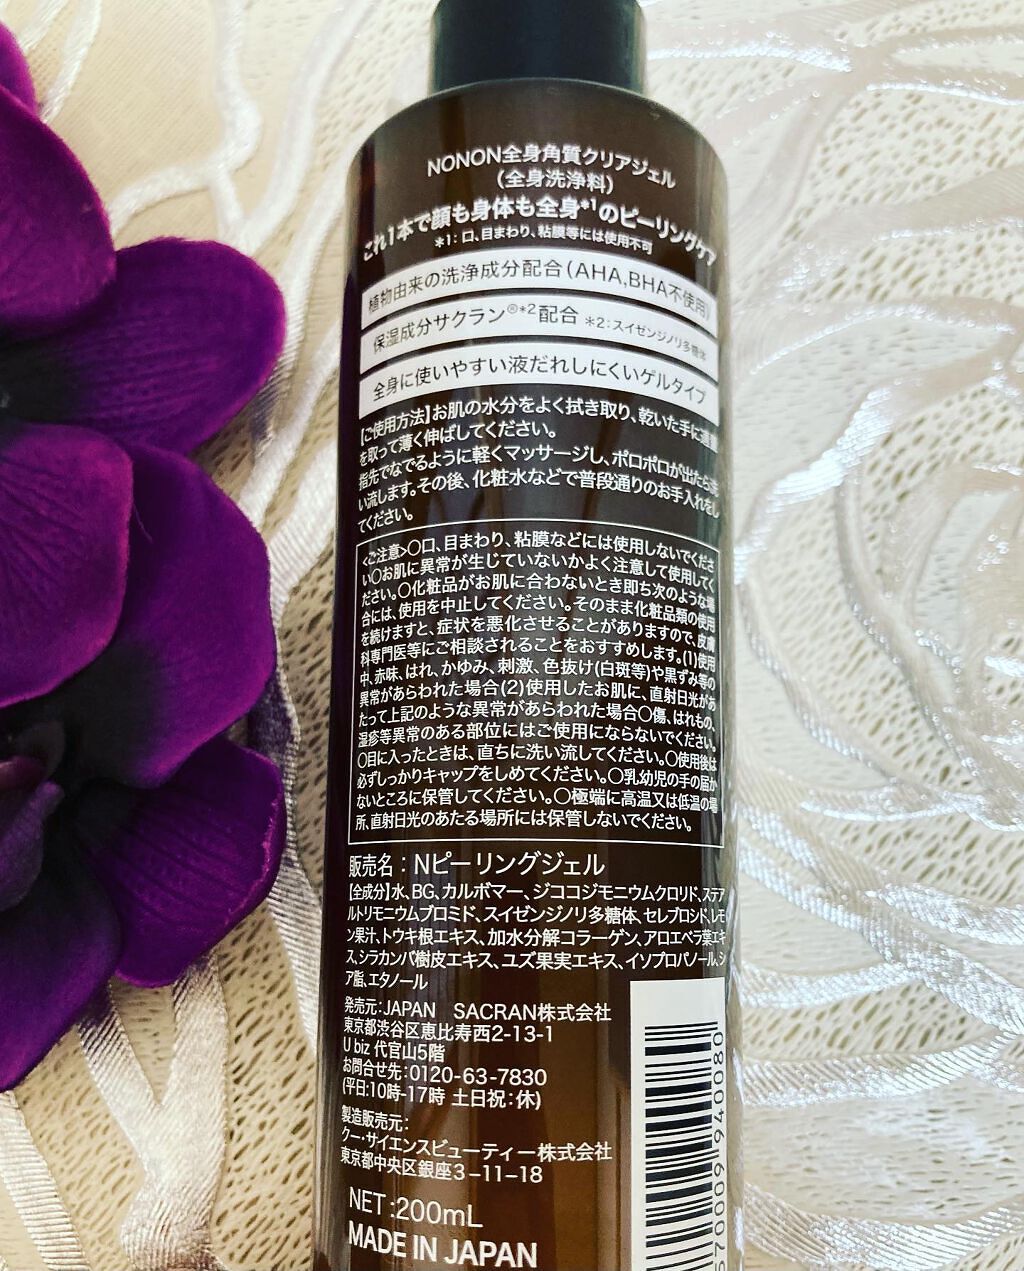 NONON全身角質クリアジェル
(全身洗浄料)
これ1本で顔も身体も全身*1のピーリングケア
*1：口、目まわり、粘膜等には使用不可
植物由来の洗浄成分配合(AHA,BHA不使用)
保湿成分サクラン®*2配合 *2：スイゼンジノリ多糖体
全身に使いやすい液だれしにくいゲルタイプ
【ご使用方法】お肌の水分をよく拭き取り、乾いた手に適量
を取って薄く伸ばしてください。
指先でなでるように軽くマッサージし、ポロポロが出たら洗
い流します。その後、化粧水などで普段通りのお手入れをし
てください。
<ご注意>○口、目まわり、粘膜などには使用しないでくださ
い○お肌に異常が生じていないかよく注意して使用してく
ださい。○化粧品がお肌に合わないとき即ち次のような場
合には、使用を中止してください。そのまま化粧品類の使用
を続けますと、症状を悪化させることがありますので、皮膚
科専門医等にご相談されることをおすすめします。(1)使用
中、赤味、はれ、かゆみ、刺激、色抜け(白斑等)や黒ずみ等の
異常があらわれた場合(2)使用したお肌に、直射日光があ
たって上記のような異常があらわれた場合○傷、はれもの、
湿疹等異常のある部位にはご使用にならないでください。
○目に入ったときは、直ちに洗い流してください。○使用後は
必ずしっかりキャップをしめてください。○乳幼児の手の届か
ないところに保管してください。○極端に高温又は低温の場
所、直射日光のあたる場所には保管しないでください。
販売名：Nピーリングジェル
【全成分】水、BG、カルボマー、ジココジモニウムクロリド、ステア
ルトリモニウムブロミド、スイゼンジノリ多糖体、セレブロシド、レモ
ン果汁、トウキ根エキス、加水分解コラーゲン、アロエベラ葉エキ
ス、シラカンバ樹皮エキス、ユズ果実エキス、イソプロパノール、シ
ア脂、エタノール
発売元：JAPAN SACRAN株式会社
東京都渋谷区恵比寿西2-13-1
U biz 代官山5階
お問合せ先：0120-63-7830
(平日：10時-17時 土日祝：休)
製造販売元：
クー・サイエンスビューティー株式会社
東京都中央区銀座3-11-18
NET：200mL
MADE IN JAPAN
570009940080